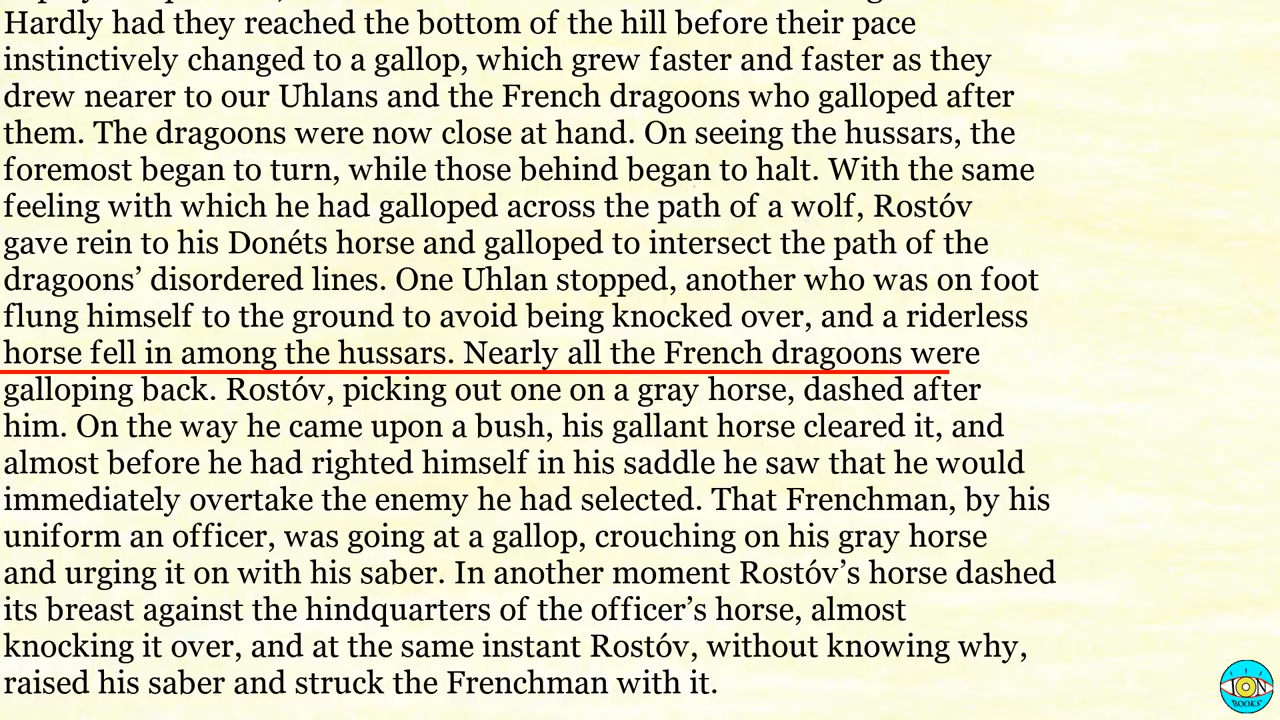 Hardly had they reached the bottom of the hill before their pace
instinctively changed to a gallop, which grew faster and faster as they
drew nearer to our Uhlans and the French dragoons who galloped after
them. The dragoons were now close at hand. On seeing the hussars, the
foremost began to turn, while those behind began to halt. With the same
feeling with which he had galloped across the path of a wolf, Rostóv
gave rein to his Donéts horse and galloped to intersect the path of the
dragoons’ disordered lines. One Uhlan stopped, another who was on foot
flung himself to the ground to avoid being knocked over, and a riderless
horse fell in among the hussars. Nearly all the French dragoons were
galloping back. Rostóv, picking out one on a gray horse, dashed after
him. On the way he came upon a bush, his gallant horse cleared it, and
almost before he had righted himself in his saddle he saw that he would
immediately overtake the enemy he had selected. That Frenchman, by his
uniform an officer, was going at a gallop, crouching on his gray horse
and urging it on with his saber. In another moment Rostóv’s horse dashed
its breast against the hindquarters of the officer’s horse, almost
knocking it over, and at the same instant Rostóv, without knowing why,
raised his saber and struck the Frenchman with it.
ION
BOOKS